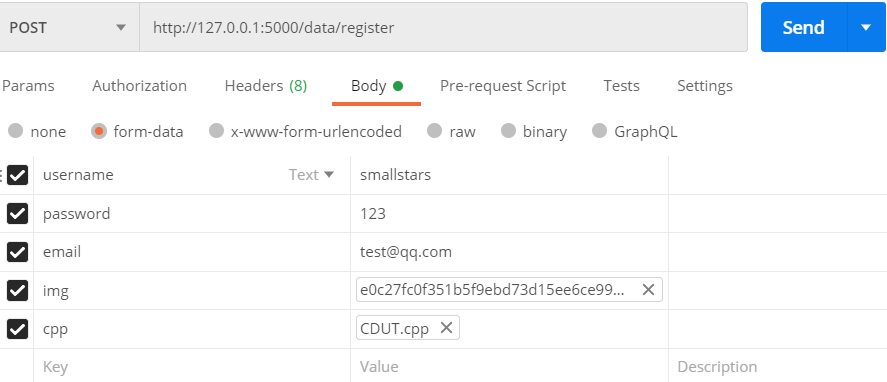 POST http://127.0.0.1:5000/data/register Send
Params Authorization Headers (8) Body Pre-request Script Tests Settings
none form-data x-www-form-urlencoded raw binary GraphQL
username Text smallstars
password 123
email test@qq.com
img e0c27fc0f351b5f9ebd73d15ee6ce99...
cpp CDUT.cpp
Key Value Description